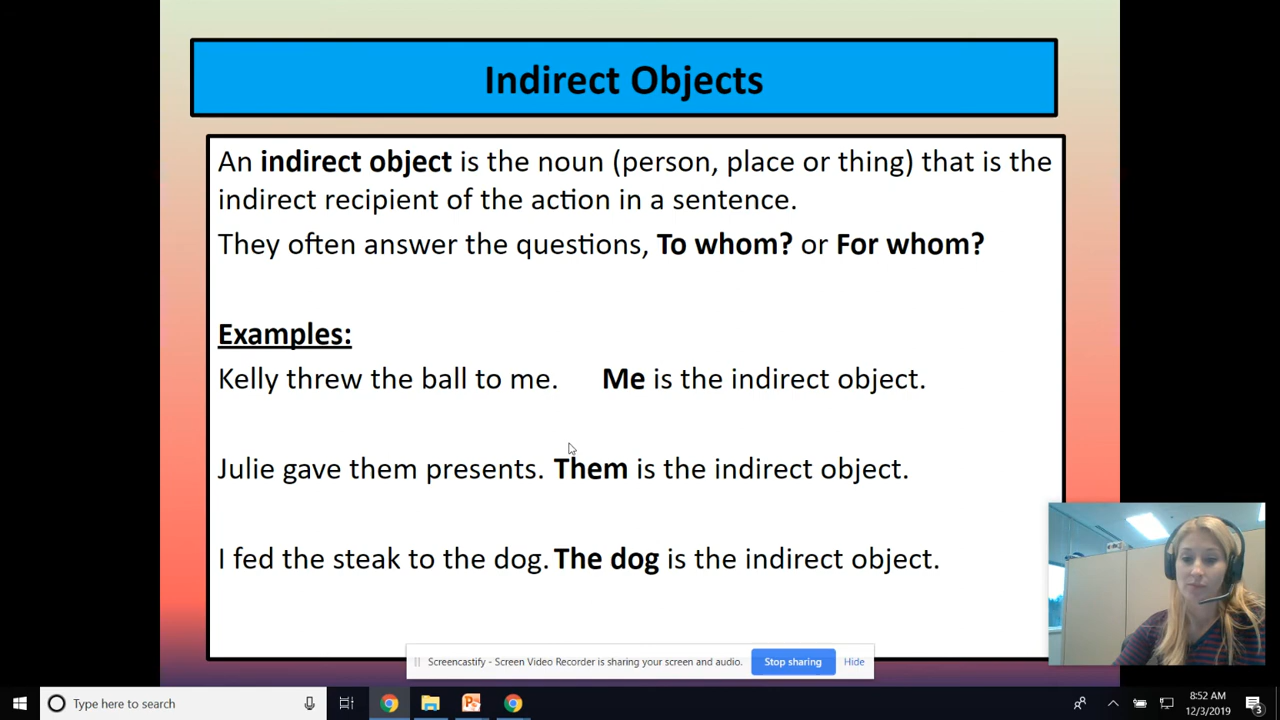 Indirect Objects
An indirect object is the noun (person, place or thing) that is the
indirect recipient of the action in a sentence.
They often answer the questions, To whom? or For whom?
Examples:
Kelly threw the ball to me. Me is the indirect object.
Julie gave them presents. Them is the indirect object.
I fed the steak to the dog. The dog is the indirect object.
Screencastify - Screen Video Recorder is sharing your screen and audio. Stop sharing Hide
Type here to search
8:52 AM
12/3/2019
3